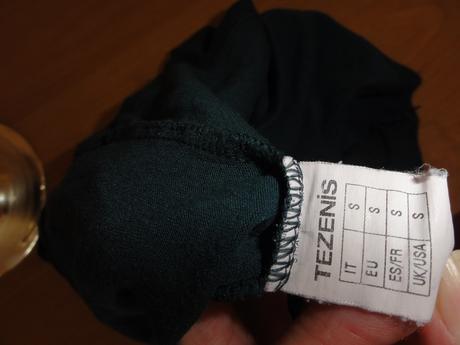 TEZENIS
IT S
EU S
ES/FR S
UK/USA S